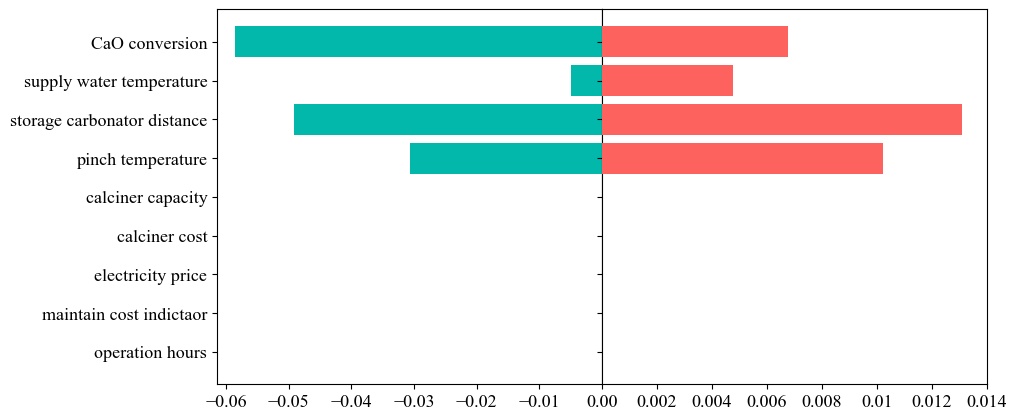 CaO conversion
supply water temperature
storage carbonator distance
pinch temperature
calciner capacity
calciner cost
electricity price
maintain cost indictaor
operation hours
−0.06 −0.05 −0.04 −0.03 −0.02 −0.01 0.00 0.002 0.004 0.006 0.008 0.01 0.012 0.014